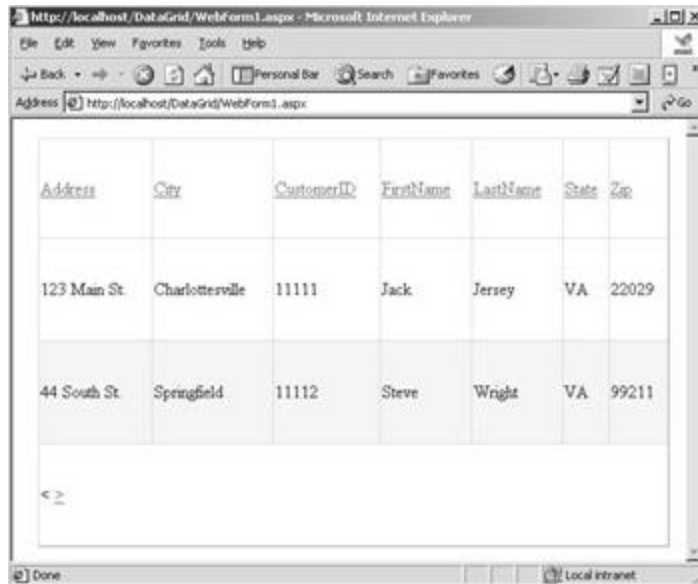 http://localhost/DataGrid/WebForm1.aspx - Microsoft Internet Explorer
File Edit View Favorites Tools Help
Back Personal Bar Search Favorites
Address http://localhost/DataGrid/WebForm1.aspx Go
Address City CustomerID FirstName LastName State Zip
123 Main St. Charlottesville 11111 Jack Jersey VA 22029
44 South St. Springfield 11112 Steve Wright VA 99211
< >
Done Local intranet